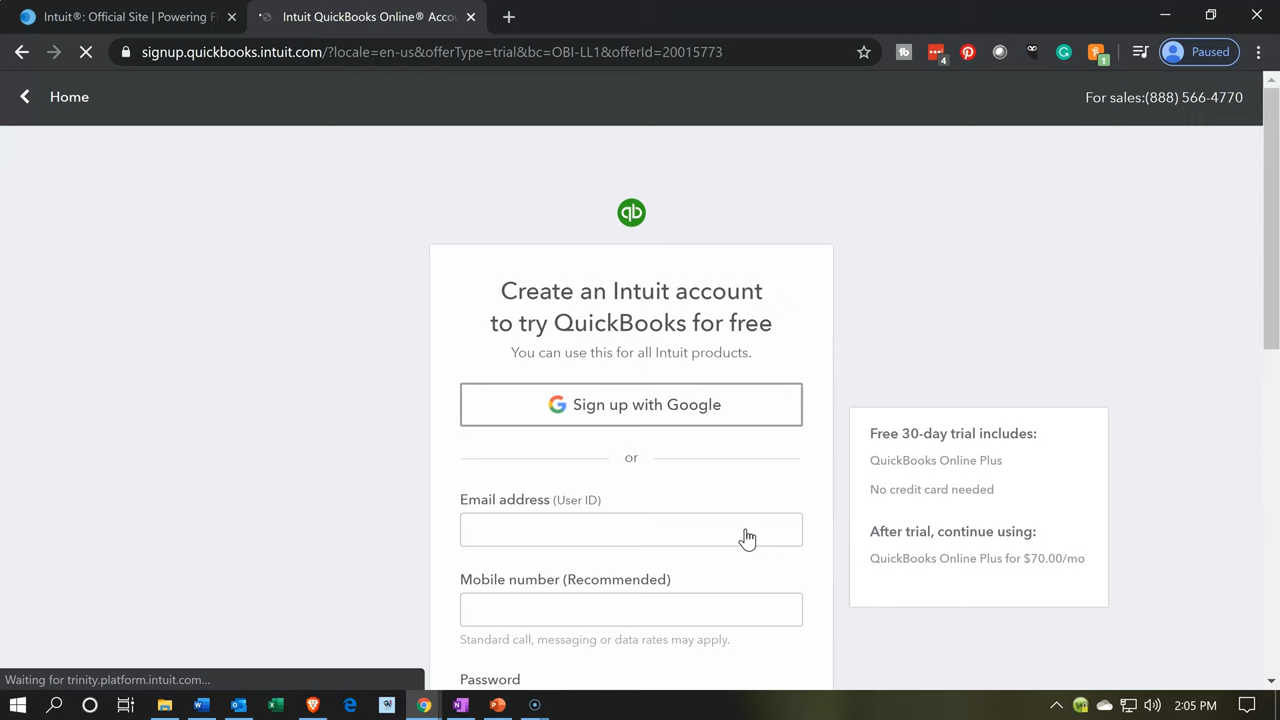 Intuit®: Official Site | Powering F
Intuit QuickBooks Online® Accou
signup.quickbooks.intuit.com/?locale=en-us&offerType=trial&bc=OBI-LL1&offerId=20015773
tb
4
1
Paused
Home
For sales:(888) 566-4770
qb
Create an Intuit account
to try QuickBooks for free
You can use this for all Intuit products.
Sign up with Google
or
Email address (User ID)
Mobile number (Recommended)
Standard call, messaging or data rates may apply.
Password
Free 30-day trial includes:
QuickBooks Online Plus
No credit card needed
After trial, continue using:
QuickBooks Online Plus for $70.00/mo
Waiting for trinity.platform.intuit.com...
2:05 PM